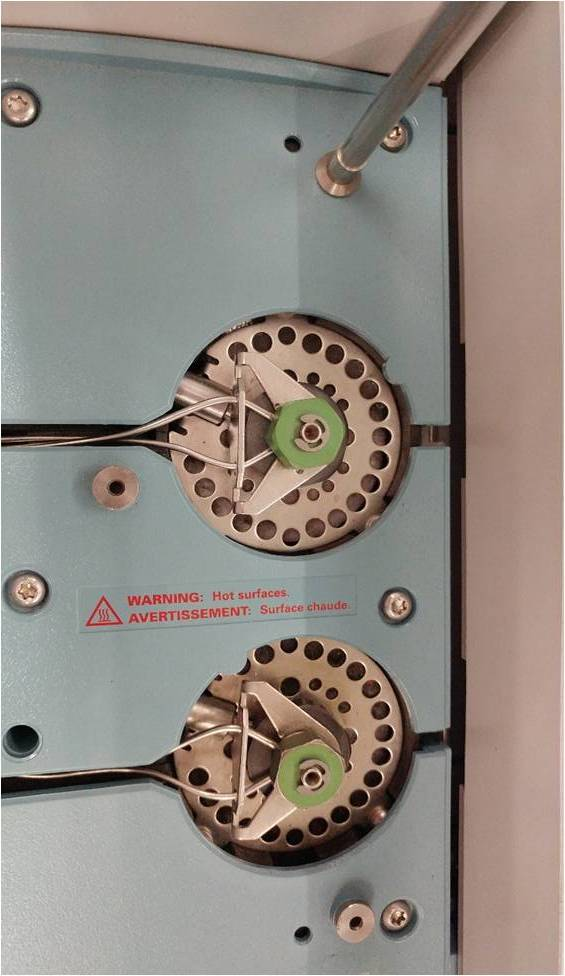 WARNING: Hot surfaces.
AVERTISSEMENT: Surface chaude.